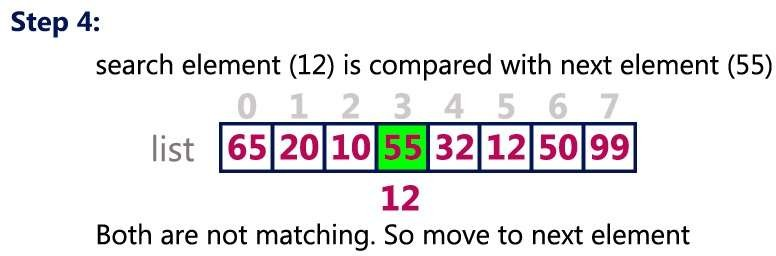 Step 4:
search element (12) is compared with next element (55)
0 1 2 3 4 5 6 7
list 65 20 10 55 32 12 50 99
12
Both are not matching. So move to next element